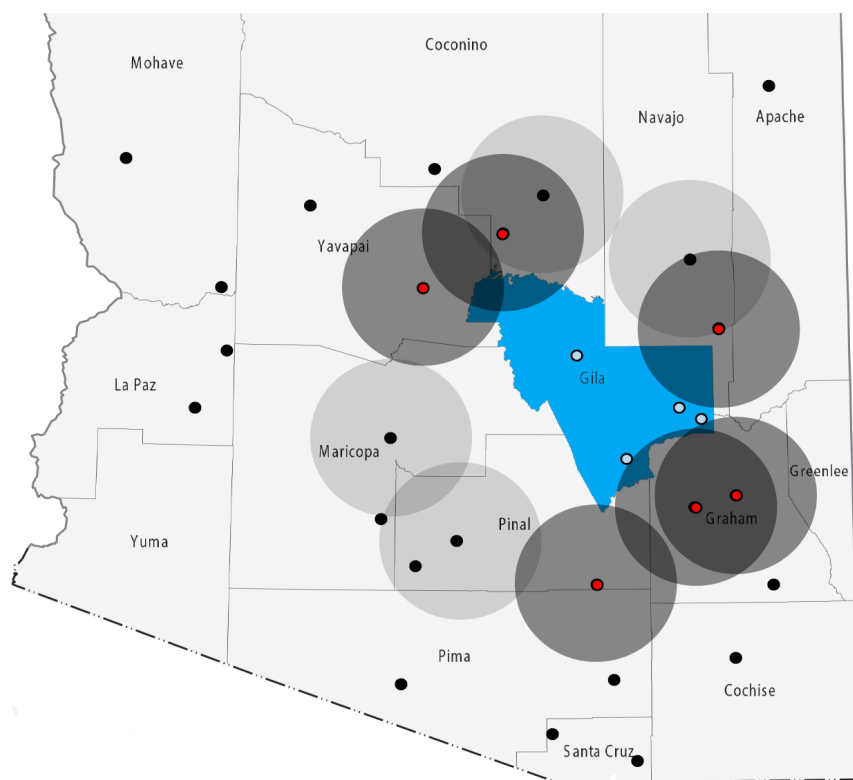 Coconino
Mohave
Navajo
Apache
Yavapai
Gila
La Paz
Maricopa
Greenlee
Pinal
Graham
Yuma
Pima
Cochise
Santa Cruz